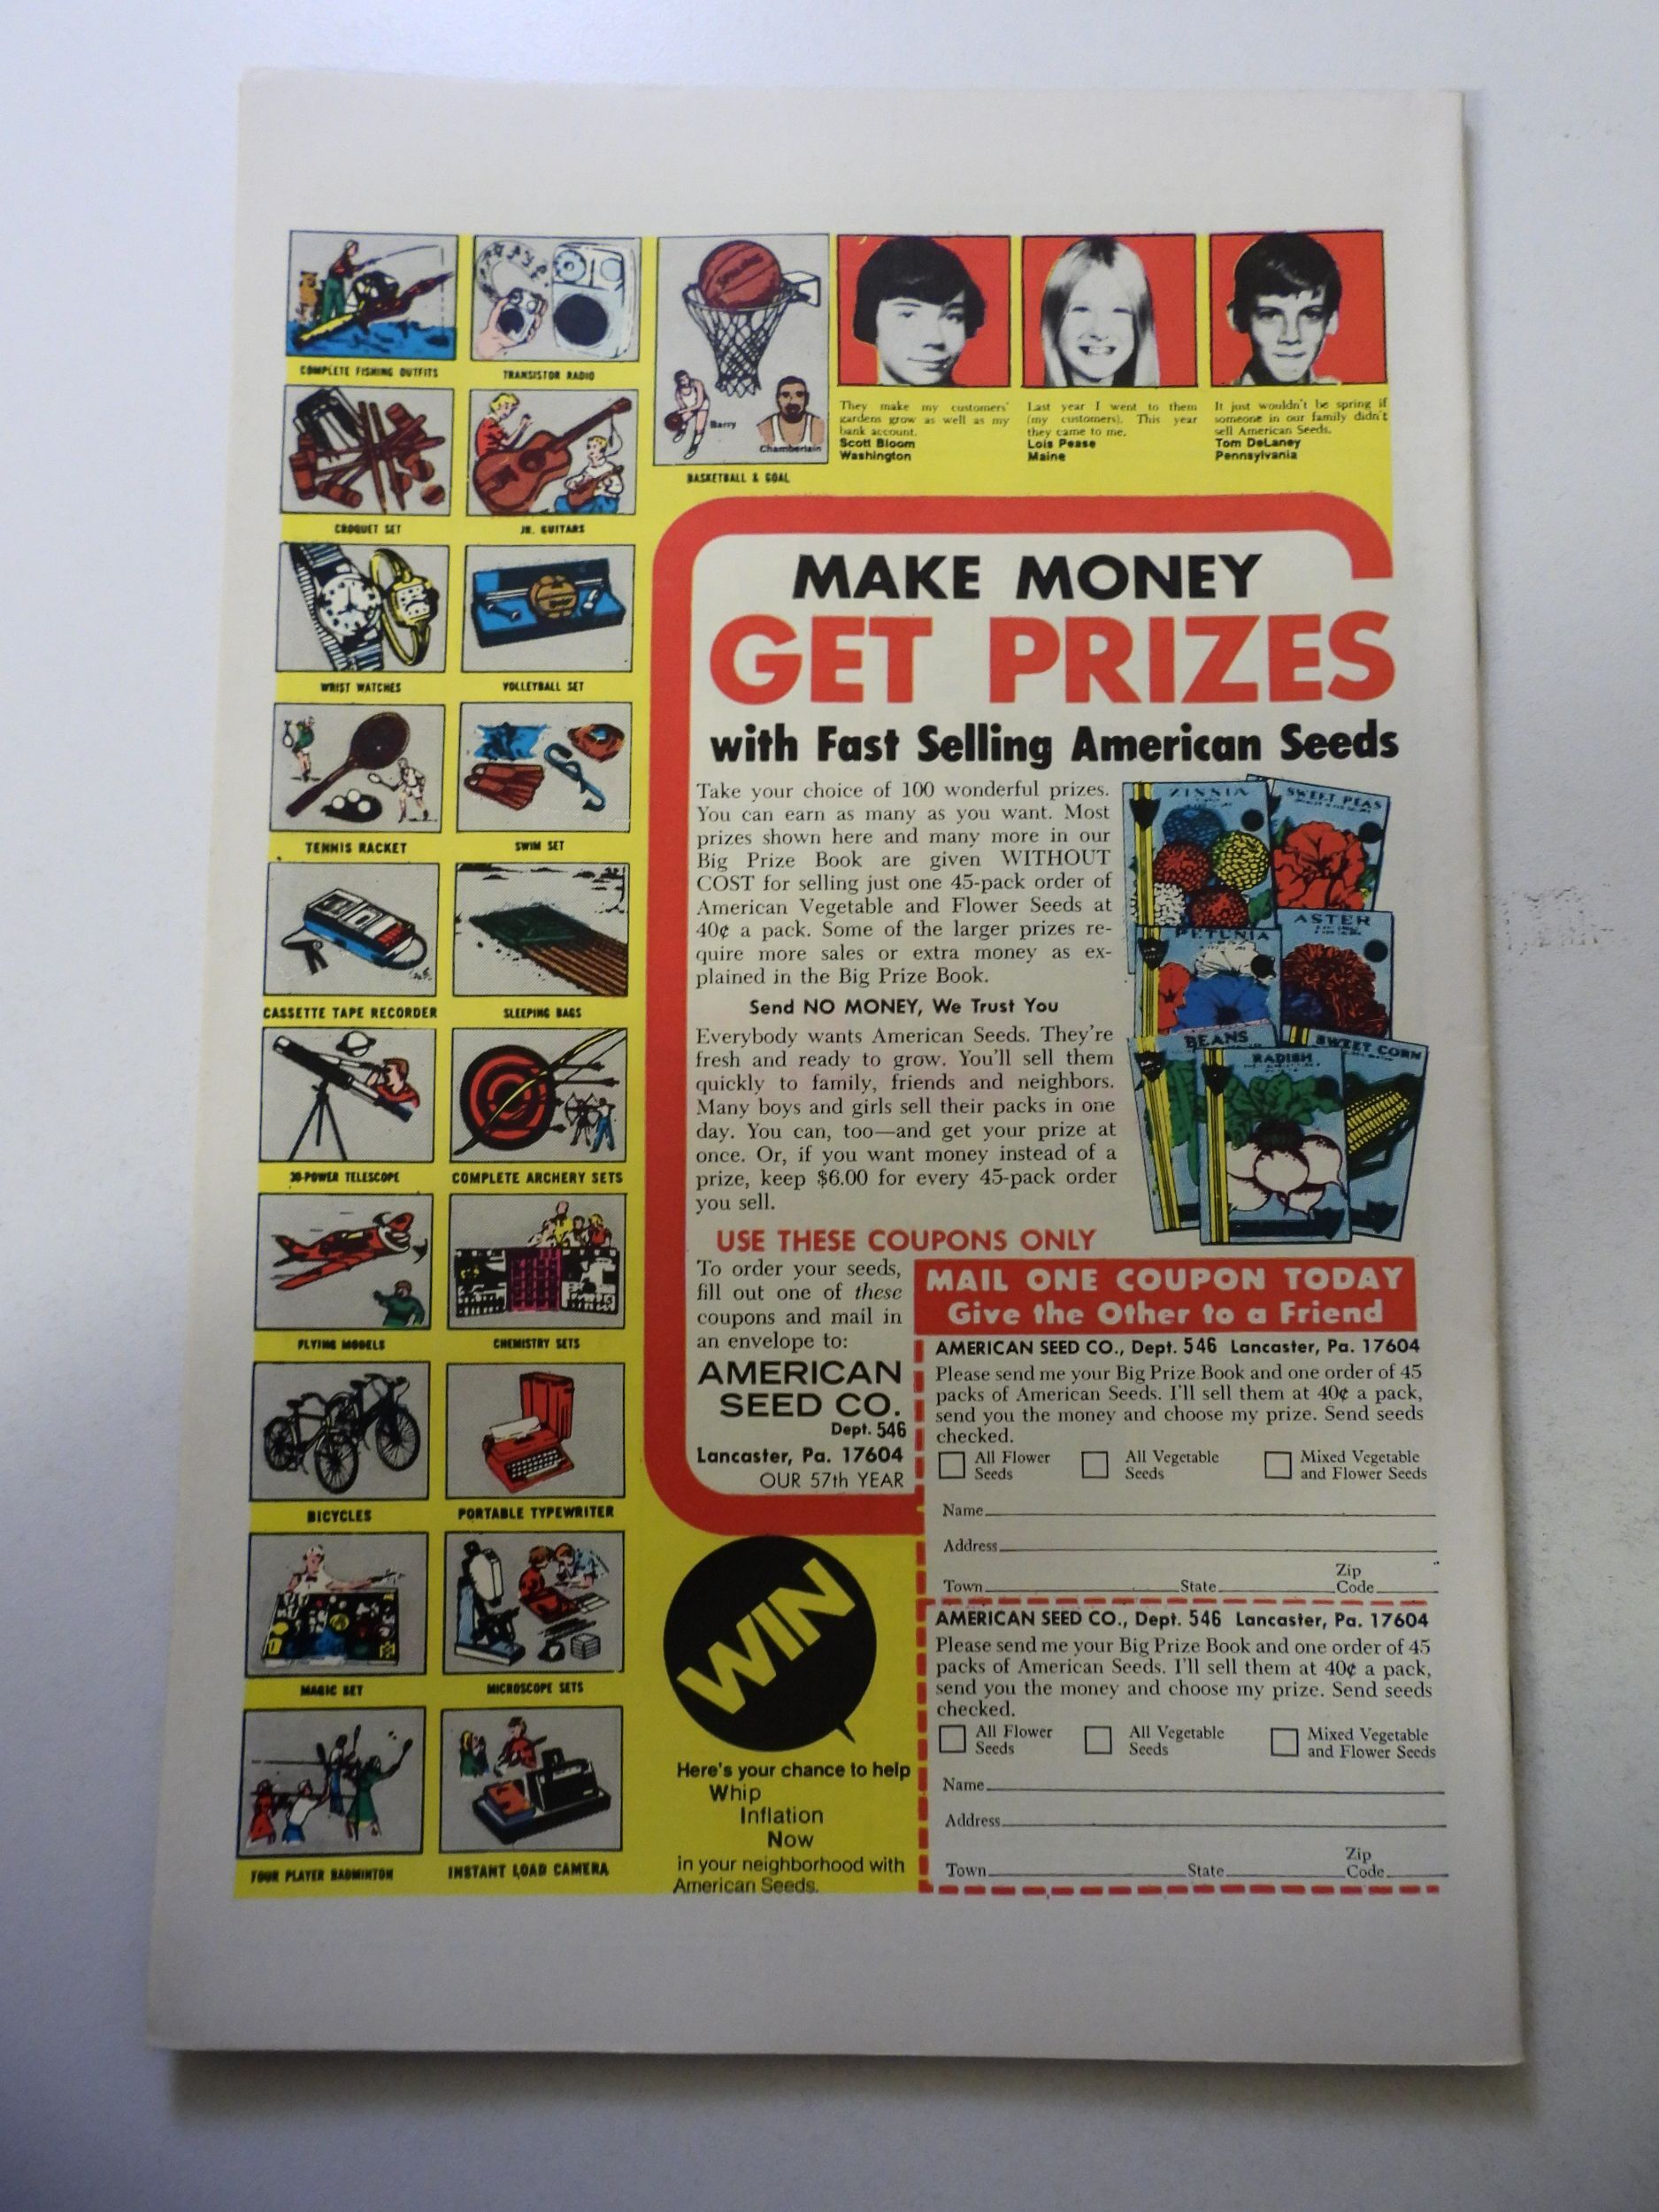 COMPLETE FISHING OUTFITS
TRANSISTOR RADIO
CROQUET SET
JR. GUITARS
WRIST WATCHES
VOLLEYBALL SET
TENNIS RACKET
SWIM SET
CASSETTE TAPE RECORDER
SLEEPING BAGS
30-POWER TELESCOPE
COMPLETE ARCHERY SETS
FLYING MODELS
CHEMISTRY SETS
BICYCLES
PORTABLE TYPEWRITER
MAGIC SET
MICROSCOPE SETS
FOUR PLAYER BADMINTON
INSTANT LOAD CAMERA
Barry
Chamberlain
BASKETBALL & GOAL
They make my customers'
gardens grow as well as my
bank account.
Scott Bloom
Washington
Last year I went to them
(my customers). This year
they came to me.
Lois Pease
Maine
It just wouldn't be spring if
someone in our family didn't
sell American Seeds.
Tom DeLaney
Pennsylvania
MAKE MONEY
GET PRIZES
with Fast Selling American Seeds
Take your choice of 100 wonderful prizes.
You can earn as many as you want. Most
prizes shown here and many more in our
Big Prize Book are given WITHOUT
COST for selling just one 45-pack order of
American Vegetable and Flower Seeds at
40¢ a pack. Some of the larger prizes re-
quire more sales or extra money as ex-
plained in the Big Prize Book.
Send NO MONEY, We Trust You
Everybody wants American Seeds. They're
fresh and ready to grow. You'll sell them
quickly to family, friends and neighbors.
Many boys and girls sell their packs in one
day. You can, too—and get your prize at
once. Or, if you want money instead of a
prize, keep $6.00 for every 45-pack order
you sell.
ZINNIA
SWEET PEAS
PETUNIA
ASTER
BEANS
RADISH
SWEET CORN
USE THESE COUPONS ONLY
To order your seeds,
fill out one of these
coupons and mail in
an envelope to:
AMERICAN
SEED CO.
Dept. 546
Lancaster, Pa. 17604
OUR 57th YEAR
MAIL ONE COUPON TODAY
Give the Other to a Friend
AMERICAN SEED CO., Dept. 546 Lancaster, Pa. 17604
Please send me your Big Prize Book and one order of 45
packs of American Seeds. I'll sell them at 40¢ a pack,
send you the money and choose my prize. Send seeds
checked.
All Flower Seeds
All Vegetable Seeds
Mixed Vegetable and Flower Seeds
Name
Address
Town State Zip Code
AMERICAN SEED CO., Dept. 546 Lancaster, Pa. 17604
Please send me your Big Prize Book and one order of 45
packs of American Seeds. I'll sell them at 40¢ a pack,
send you the money and choose my prize. Send seeds
checked.
All Flower Seeds
All Vegetable Seeds
Mixed Vegetable and Flower Seeds
Name
Address
Town State Zip Code
WIN
Here's your chance to help
Whip
Inflation
Now
in your neighborhood with
American Seeds.